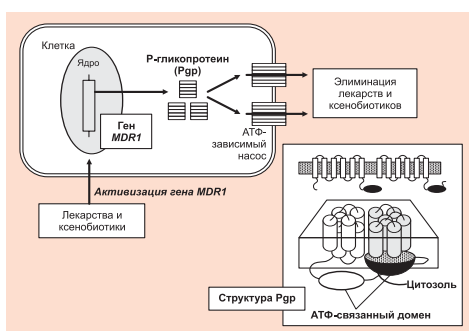 Клетка
Ядро
Р-гликопротеин
(Pgp)
Ген
MDR1
АТФ-
зависимый
насос
Элиминация
лекарств и
ксенобиотиков
Активизация гена MDR1
Лекарства и
ксенобиотики
Структура Pgp
Цитозоль
АТФ-связанный домен